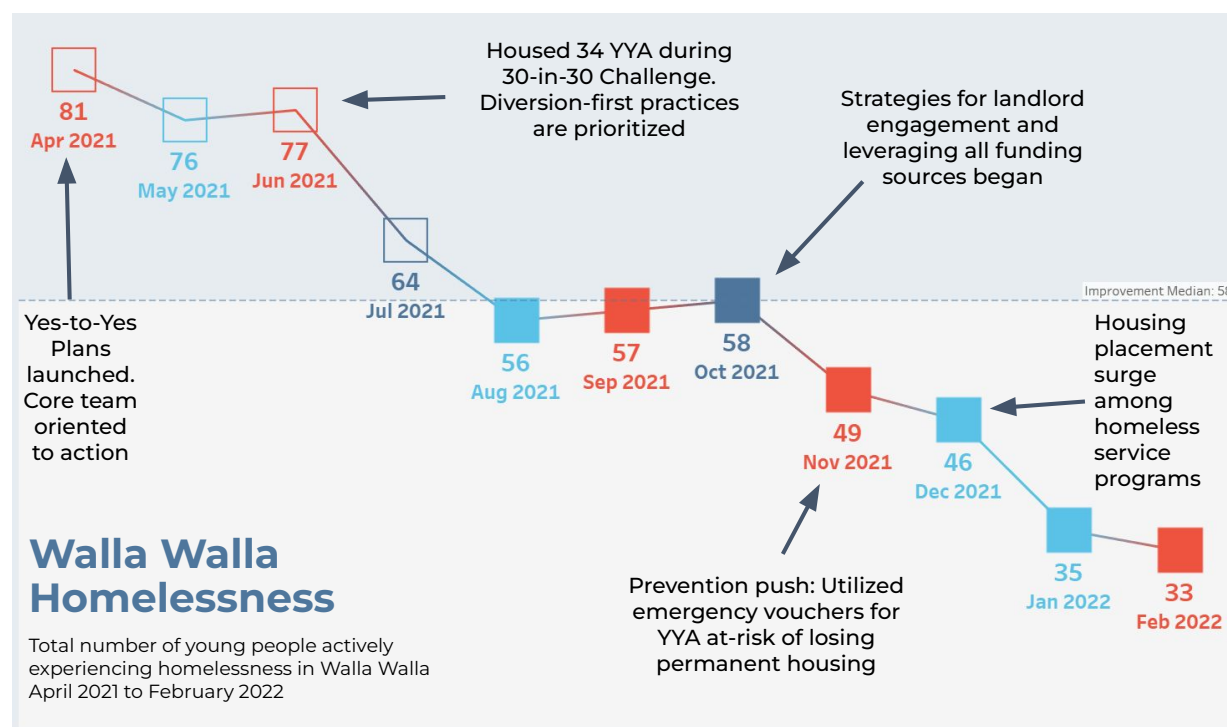 Housed 34 YYA during
30-in-30 Challenge.
Diversion-first practices
are prioritized
Strategies for landlord
engagement and
leveraging all funding
sources began
81
Apr 2021
76
May 2021
77
Jun 2021
64
Jul 2021
56
Aug 2021
57
Sep 2021
58
Oct 2021
49
Nov 2021
46
Dec 2021
35
Jan 2022
33
Feb 2022
Improvement Median: 58
Yes-to-Yes
Plans
launched.
Core team
oriented
to action
Housing
placement
surge
among
homeless
service
programs
Prevention push: Utilized
emergency vouchers for
YYA at-risk of losing
permanent housing
Walla Walla
Homelessness
Total number of young people actively
experiencing homelessness in Walla Walla
April 2021 to February 2022